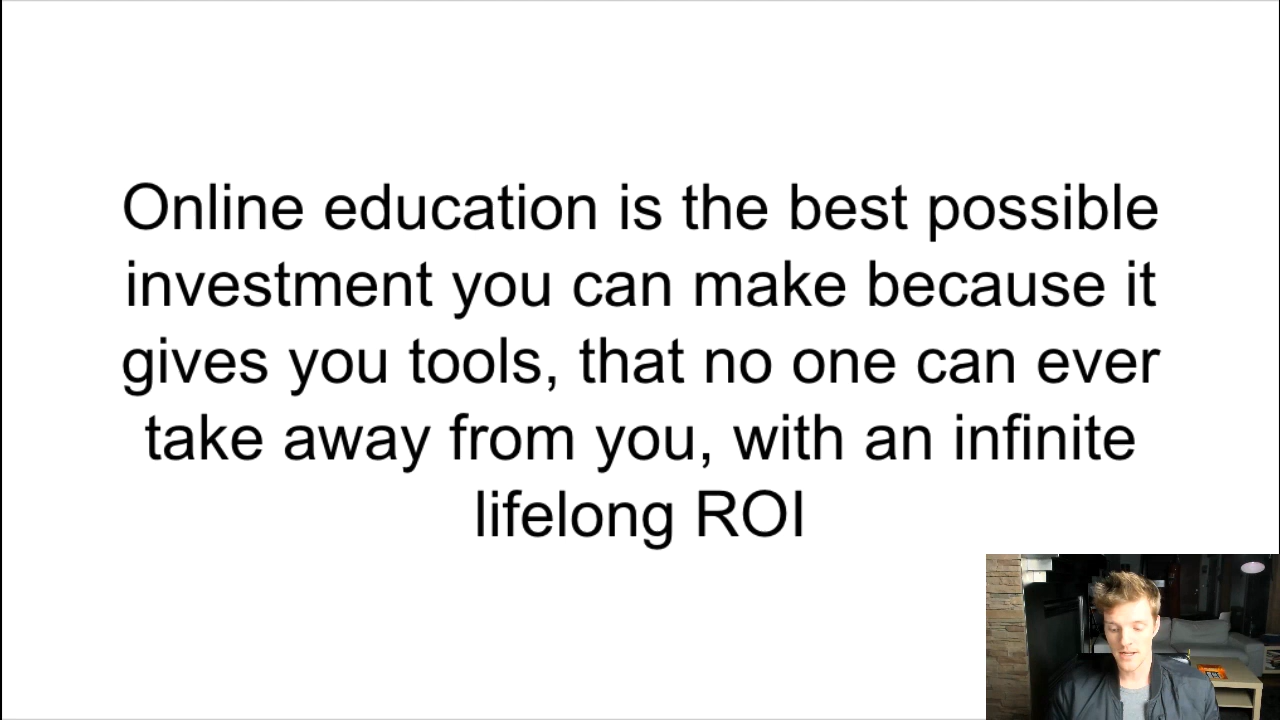 Online education is the best possible
investment you can make because it
gives you tools, that no one can ever
take away from you, with an infinite
lifelong ROI